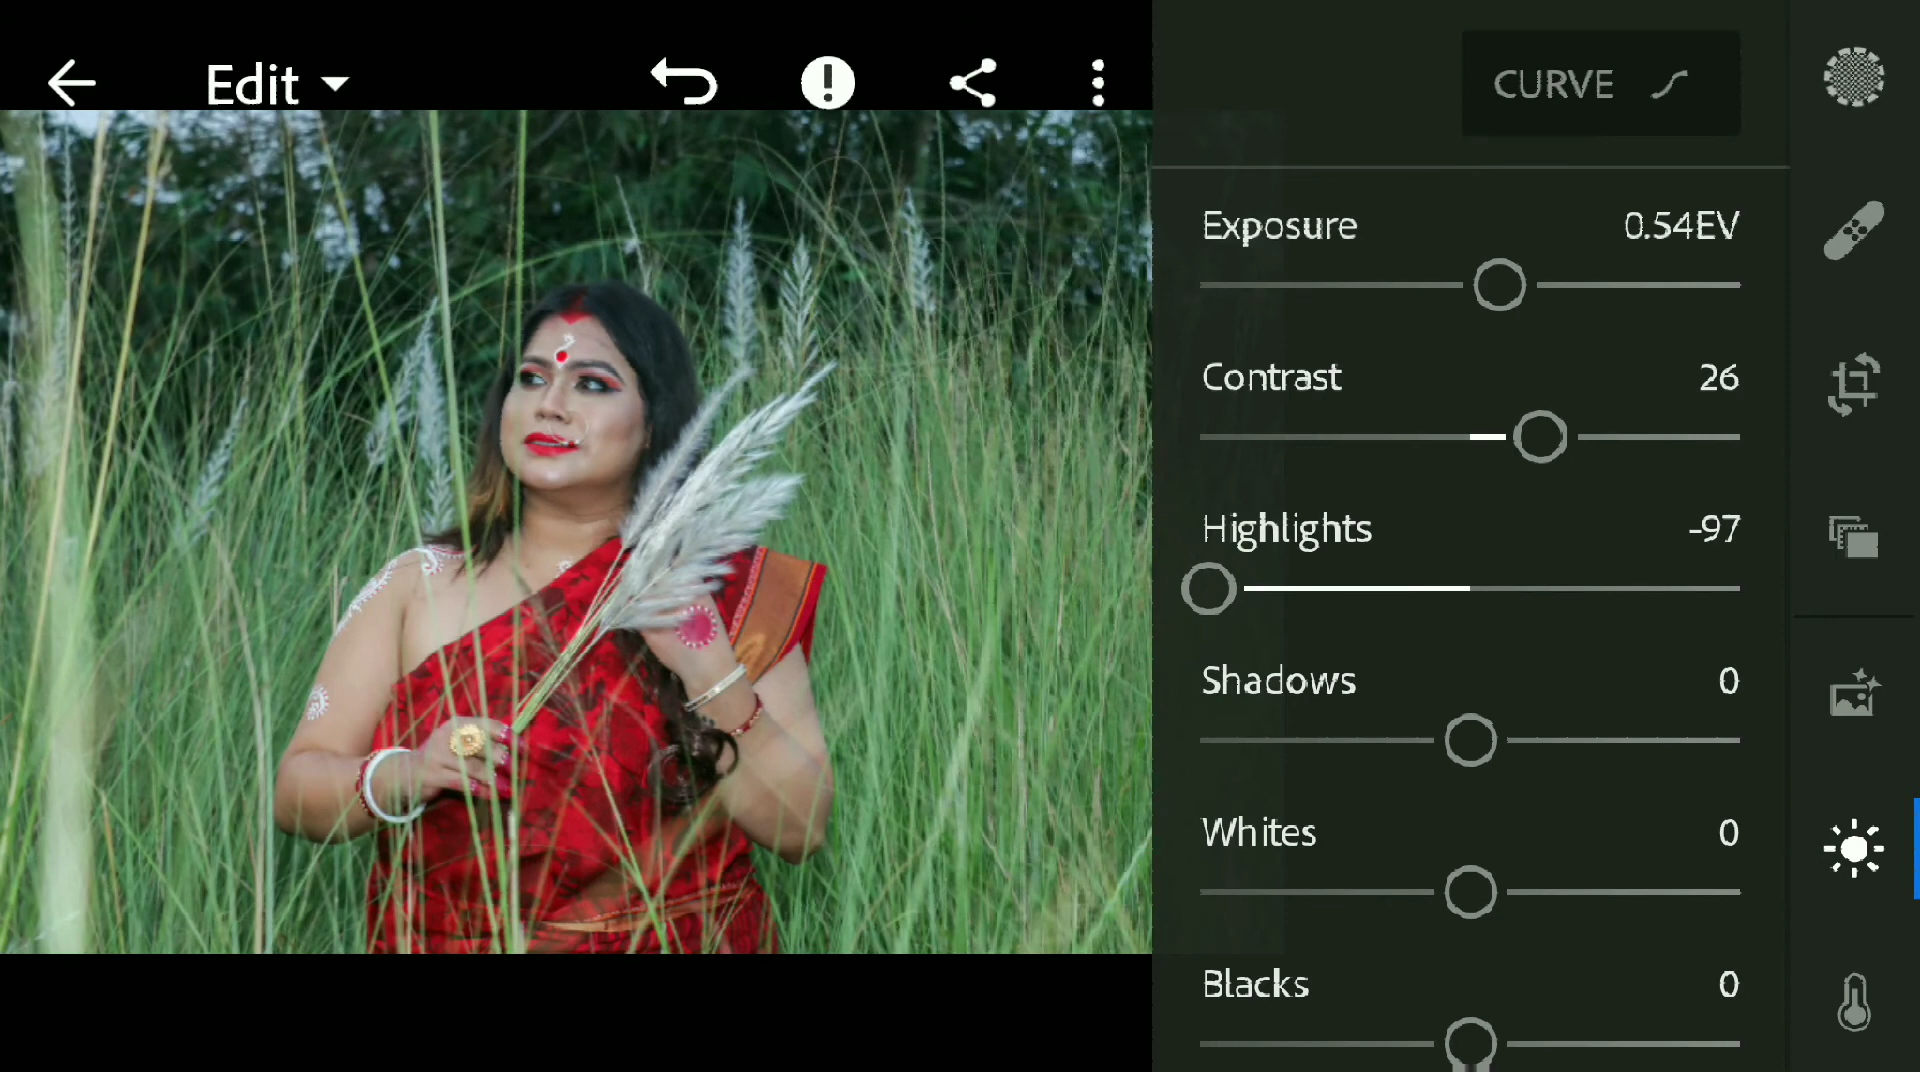 Edit
CURVE
Exposure 0.54EV
Contrast 26
Highlights -97
Shadows 0
Whites 0
Blacks 0